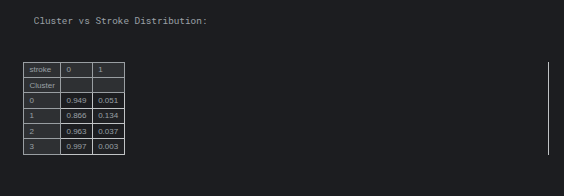 Cluster vs Stroke Distribution:
stroke 0 1
Cluster
0 0.949 0.051
1 0.866 0.134
2 0.963 0.037
3 0.997 0.003